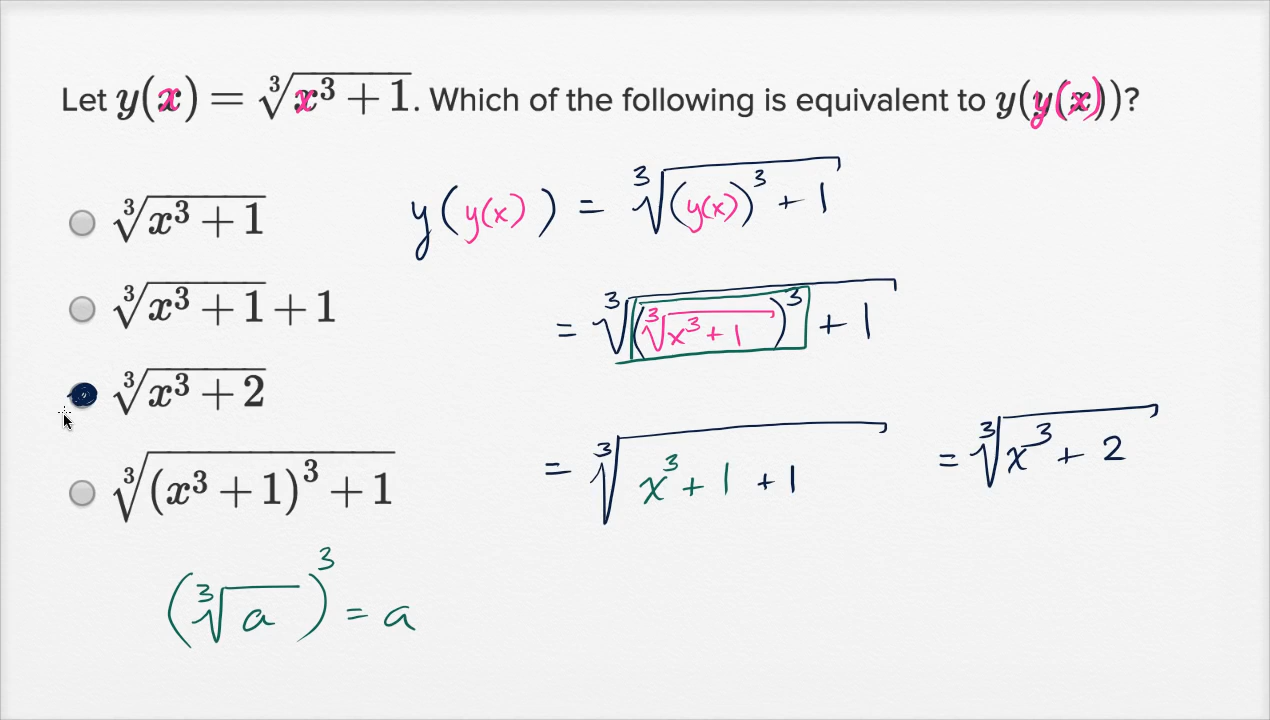 Let y(x) = ∛(x³ + 1). Which of the following is equivalent to y(y(x))?
∛(x³ + 1)
∛(x³ + 1) + 1
∛(x³ + 2)
∛((x³ + 1)³ + 1)
y(y(x)) = ∛((y(x))³ + 1)
= ∛((∛(x³ + 1))³ + 1)
= ∛(x³ + 1 + 1) = ∛(x³ + 2)
(∛a)³ = a